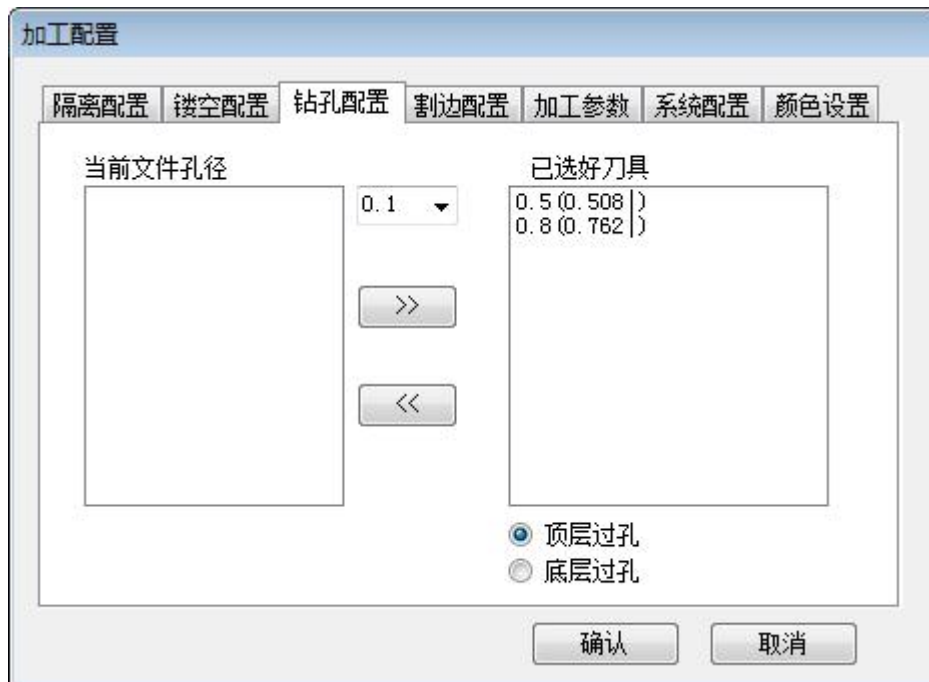 加工配置
隔离配置 镂空配置 钻孔配置 割边配置 加工参数 系统配置 颜色设置
当前文件孔径
已选好刀具
0.1
0.5(0.508|)
0.8(0.762|)
>>
<<
顶层过孔
底层过孔
确认 取消